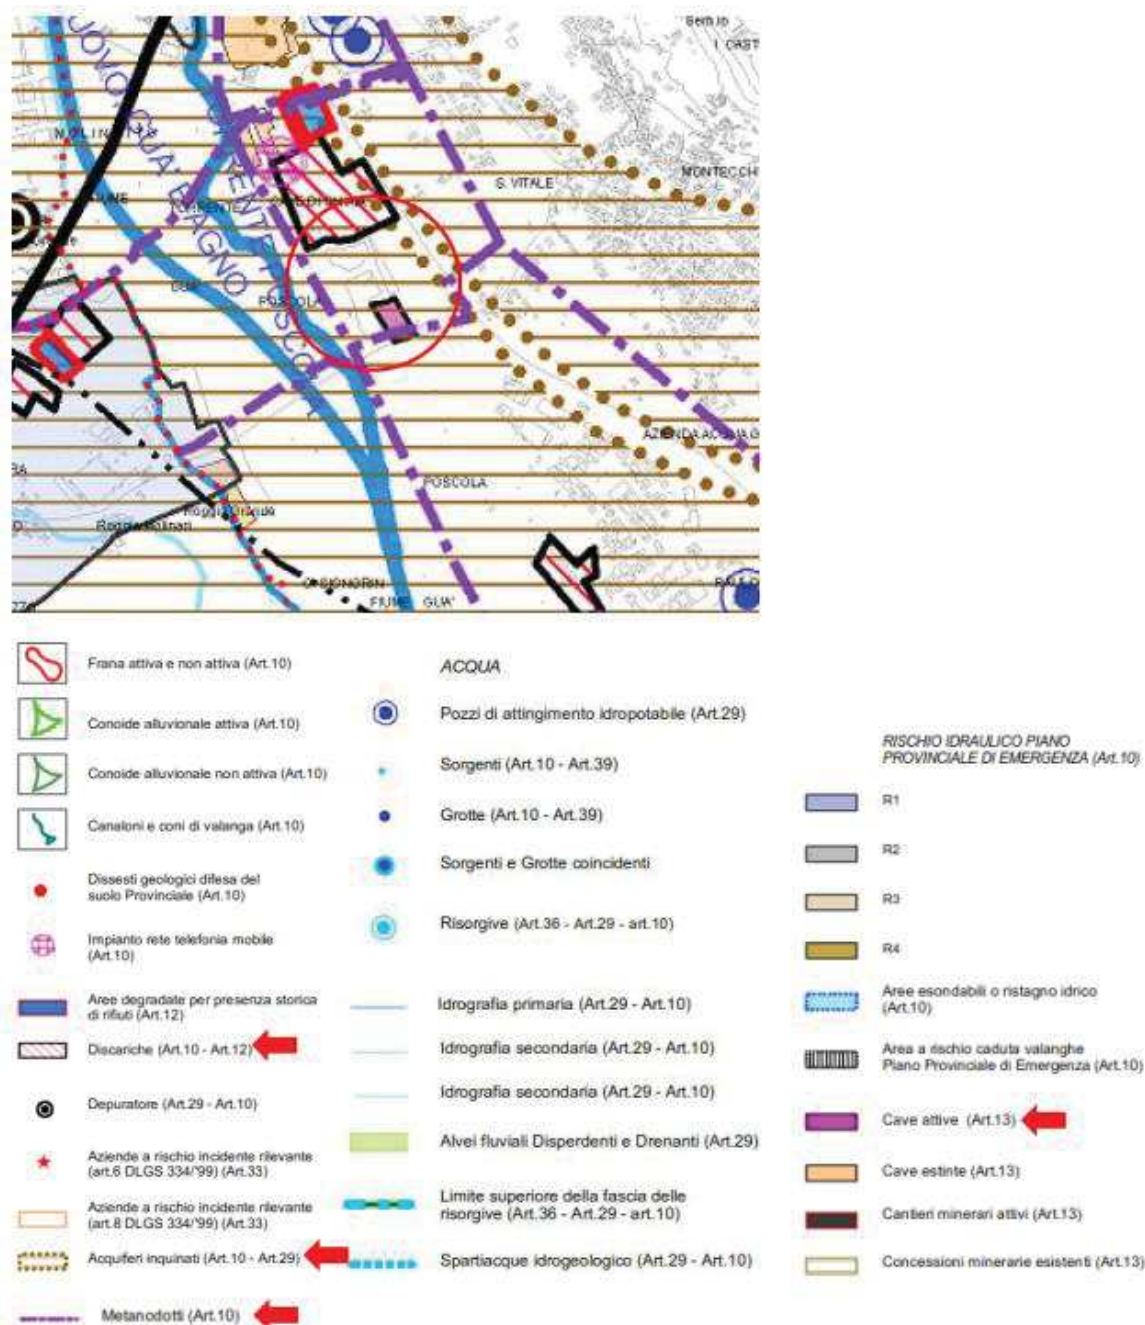 I CAST
S. VITALE
MONTECCH
POSCOLA
AZIENDA ACQUA G
POSCOLA
Roggia Molinari
Roggia Grande
FIUME GUA'
Frana attiva e non attiva (Art.10)
Conoide alluvionale attiva (Art.10)
Conoide alluvionale non attiva (Art.10)
Canaloni e coni di valanga (Art.10)
Dissesti geologici difesa del
suolo Provinciale (Art.10)
Impianto rete telefonia mobile
(Art.10)
Aree degradate per presenza storica
di rifiuti (Art.12)
Discariche (Art.10 - Art.12)
Depuratore (Art.29 - Art.10)
Aziende a rischio incidente rilevante
(art.6 DLGS 334/'99) (Art.33)
Aziende a rischio incidente rilevante
(art.8 DLGS 334/'99) (Art.33)
Acquiferi inquinati (Art.10 - Art.29)
Metanodotti (Art.10)
ACQUA
Pozzi di attingimento idropotabile (Art.29)
Sorgenti (Art.10 - Art.39)
Grotte (Art.10 - Art.39)
Sorgenti e Grotte coincidenti
Risorgive (Art.36 - Art.29 - art.10)
Idrografia primaria (Art.29 - Art.10)
Idrografia secondaria (Art.29 - Art.10)
Idrografia secondaria (Art.29 - Art.10)
Alvei fluviali Disperdenti e Drenanti (Art.29)
Limite superiore della fascia delle
risorgive (Art.36 - Art.29 - art.10)
Spartiacque idrogeologico (Art.29 - Art.10)
RISCHIO IDRAULICO PIANO
PROVINCIALE DI EMERGENZA (Art.10)
R1
R2
R3
R4
Aree esondabili o ristagno idrico
(Art.10)
Area a rischio caduta valanghe
Piano Provinciale di Emergenza (Art.10)
Cave attive (Art.13)
Cave estinte (Art.13)
Cantieri minerari attivi (Art.13)
Concessioni minerarie esistenti (Art.13)